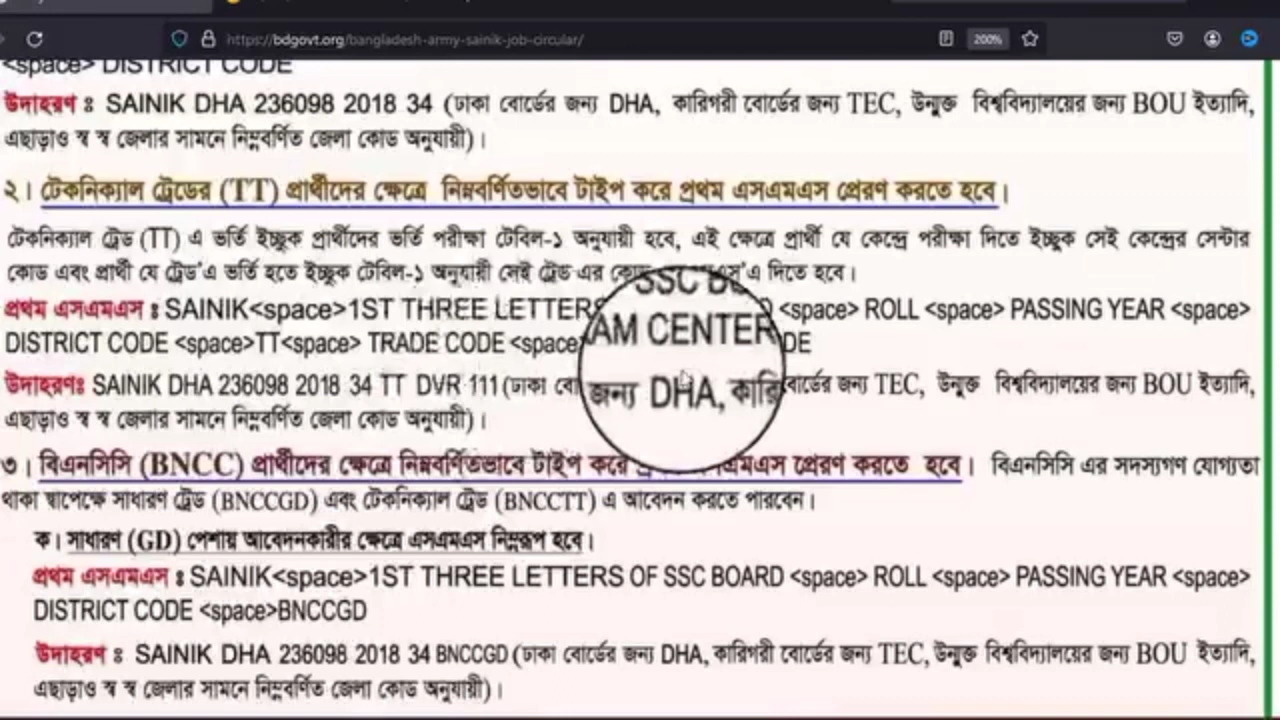 https://bdgovt.org/bangladesh-army-sainik-job-circular/
200%
<space> DISTRICT CODE
উদাহরণ ঃ SAINIK DHA 236098 2018 34 (ঢাকা বোর্ডের জন্য DHA, কারিগরী বোর্ডের জন্য TEC, উন্মুক্ত বিশ্ববিদ্যালয়ের জন্য BOU ইত্যাদি,
এছাড়াও স্ব স্ব জেলার সামনে নিম্নবর্ণিত জেলা কোড অনুযায়ী)।
২। টেকনিক্যাল ট্রেডের (TT) প্রার্থীদের ক্ষেত্রে নিম্নবর্ণিতভাবে টাইপ করে প্রথম এসএমএস প্রেরণ করতে হবে।
টেকনিক্যাল ট্রেড (TT) এ ভর্তি ইচ্ছুক প্রার্থীদের ভর্তি পরীক্ষা টেবিল-১ অনুযায়ী হবে, এই ক্ষেত্রে প্রার্থী যে কেন্দ্রে পরীক্ষা দিতে ইচ্ছুক সেই কেন্দ্রের সেন্টার
কোড এবং প্রার্থী যে ট্রেড'এ ভর্তি হতে ইচ্ছুক টেবিল-১ অনুযায়ী সেই ট্রেড এর কোড দিতে হবে।
প্রথম এসএমএস ঃ SAINIK<space>1ST THREE LETTERS SSC <space> ROLL <space> PASSING YEAR <space>
DISTRICT CODE <space>TT<space> TRADE CODE <space AM CENTER DE
উদাহরণঃ SAINIK DHA 236098 2018 34 TT DVR 111 (ঢাকা বো জন্য DHA, কারি বোর্ডের জন্য TEC, উন্মুক্ত বিশ্ববিদ্যালয়ের জন্য BOU ইত্যাদি,
এছাড়াও স্ব স্ব জেলার সামনে নিম্নবর্ণিত জেলা কোড অনুযায়ী)।
৩। বিএনসিসি (BNCC) প্রার্থীদের ক্ষেত্রে নিম্নবর্ণিতভাবে টাইপ করে এমএস প্রেরণ করতে হবে। বিএনসিসি এর সদস্যগণ যোগ্যতা
থাকা স্বাপেক্ষে সাধারণ ট্রেড (BNCCGD) এবং টেকনিক্যাল ট্রেড (BNCCTT) এ আবেদন করতে পারবেন।
ক। সাধারণ (GD) পেশায় আবেদনকারীর ক্ষেত্রে এসএমএস নিম্নরূপ হবে।
প্রথম এসএমএস ঃ SAINIK<space>1ST THREE LETTERS OF SSC BOARD <space> ROLL <space> PASSING YEAR <space>
DISTRICT CODE <space>BNCCGD
উদাহরণ ঃ SAINIK DHA 236098 2018 34 BNCCGD (ঢাকা বোর্ডের জন্য DHA, কারিগরী বোর্ডের জন্য TEC, উন্মুক্ত বিশ্ববিদ্যালয়ের জন্য BOU ইত্যাদি,
এছাড়াও স্ব স্ব জেলার সামনে নিম্নবর্ণিত জেলা কোড অনুযায়ী)।